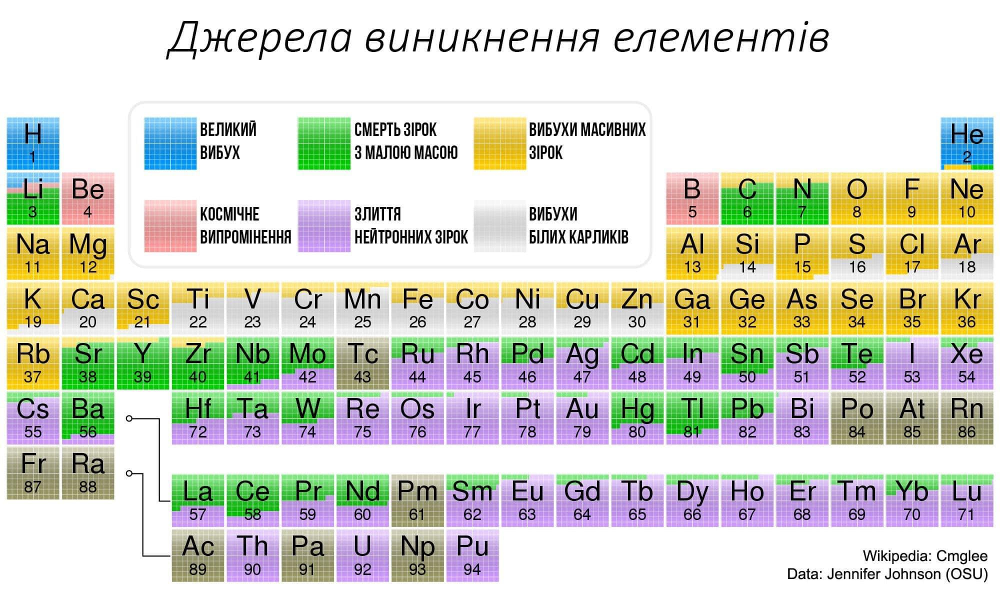 Джерела виникнення елементів
ВЕЛИКИЙ
ВИБУХ
СМЕРТЬ ЗІРОК
З МАЛОЮ МАСОЮ
ВИБУХИ МАСИВНИХ
ЗІРОК
КОСМІЧНЕ
ВИПРОМІНЕННЯ
ЗЛИТТЯ
НЕЙТРОННИХ ЗІРОК
ВИБУХИ
БІЛИХ КАРЛИКІВ
H He
1 2
Li Be B C N O F Ne
3 4 5 6 7 8 9 10
Na Mg Al Si P S Cl Ar
11 12 13 14 15 16 17 18
K Ca Sc Ti V Cr Mn Fe Co Ni Cu Zn Ga Ge As Se Br Kr
19 20 21 22 23 24 25 26 27 28 29 30 31 32 33 34 35 36
Rb Sr Y Zr Nb Mo Tc Ru Rh Pd Ag Cd In Sn Sb Te I Xe
37 38 39 40 41 42 43 44 45 46 47 48 49 50 51 52 53 54
Cs Ba Hf Ta W Re Os Ir Pt Au Hg Tl Pb Bi Po At Rn
55 56 72 73 74 75 76 77 78 79 80 81 82 83 84 85 86
Fr Ra
87 88
La Ce Pr Nd Pm Sm Eu Gd Tb Dy Ho Er Tm Yb Lu
57 58 59 60 61 62 63 64 65 66 67 68 69 70 71
Ac Th Pa U Np Pu
89 90 91 92 93 94
Wikipedia: Cmglee
Data: Jennifer Johnson (OSU)